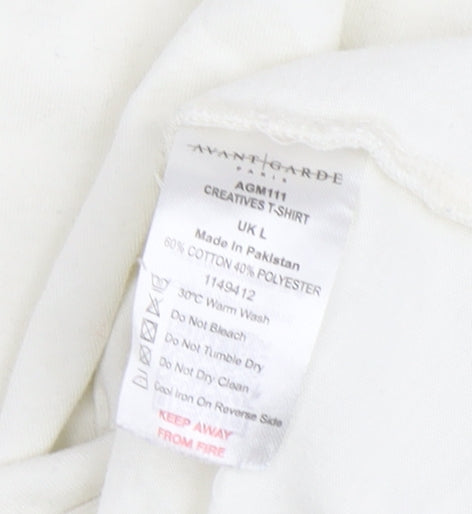 AVANT GARDE
PARIS
AGM111
CREATIVES T-SHIRT
UK L
Made In Pakistan
60% COTTON 40% POLYESTER
1149412
30°C Warm Wash
Do Not Bleach
Do Not Tumble Dry
Do Not Dry Clean
Cool Iron On Reverse Side
KEEP AWAY
FROM FIRE